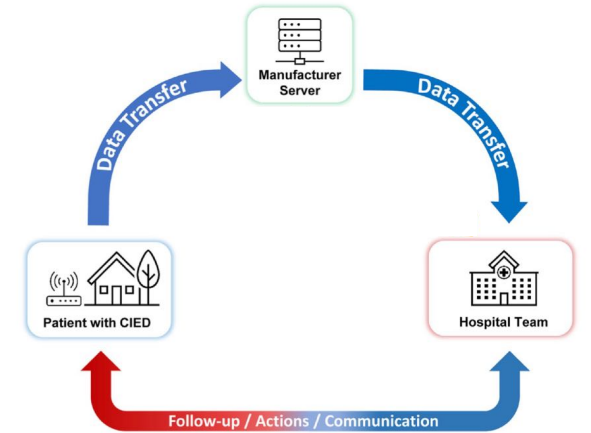 Manufacturer
Server
Data Transfer
Data Transfer
Patient with CIED
Hospital Team
Follow-up / Actions / Communication